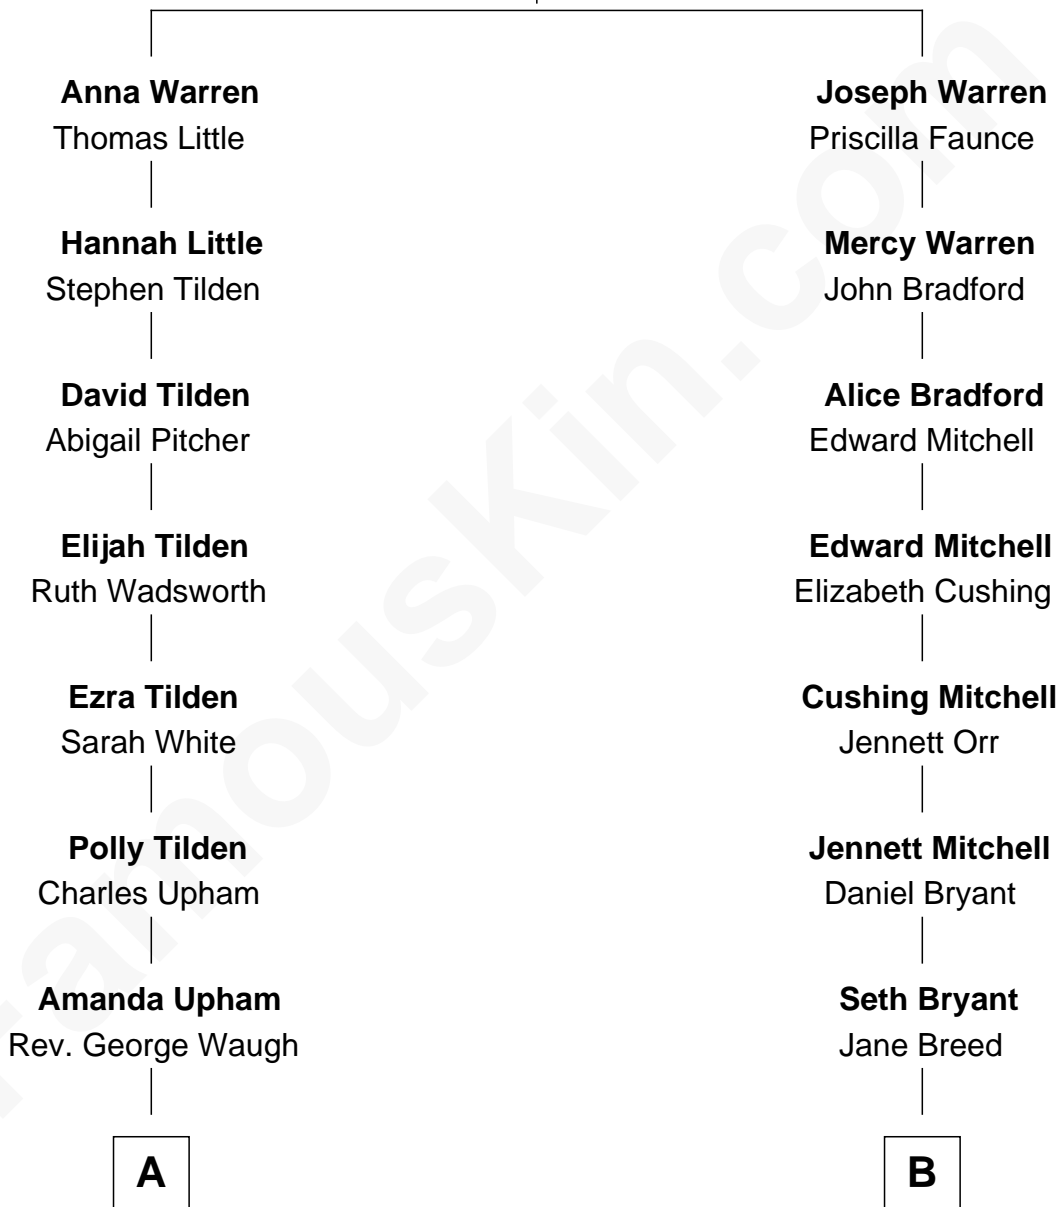 Anna Warren
Thomas Little
Joseph Warren
Priscilla Faunce
Hannah Little
Stephen Tilden
Mercy Warren
John Bradford
David Tilden
Abigail Pitcher
Alice Bradford
Edward Mitchell
Elijah Tilden
Ruth Wadsworth
Edward Mitchell
Elizabeth Cushing
Ezra Tilden
Sarah White
Cushing Mitchell
Jennett Orr
Polly Tilden
Charles Upham
Jennett Mitchell
Daniel Bryant
Amanda Upham
Rev. George Waugh
Seth Bryant
Jane Breed
A
B
FamousKin.com